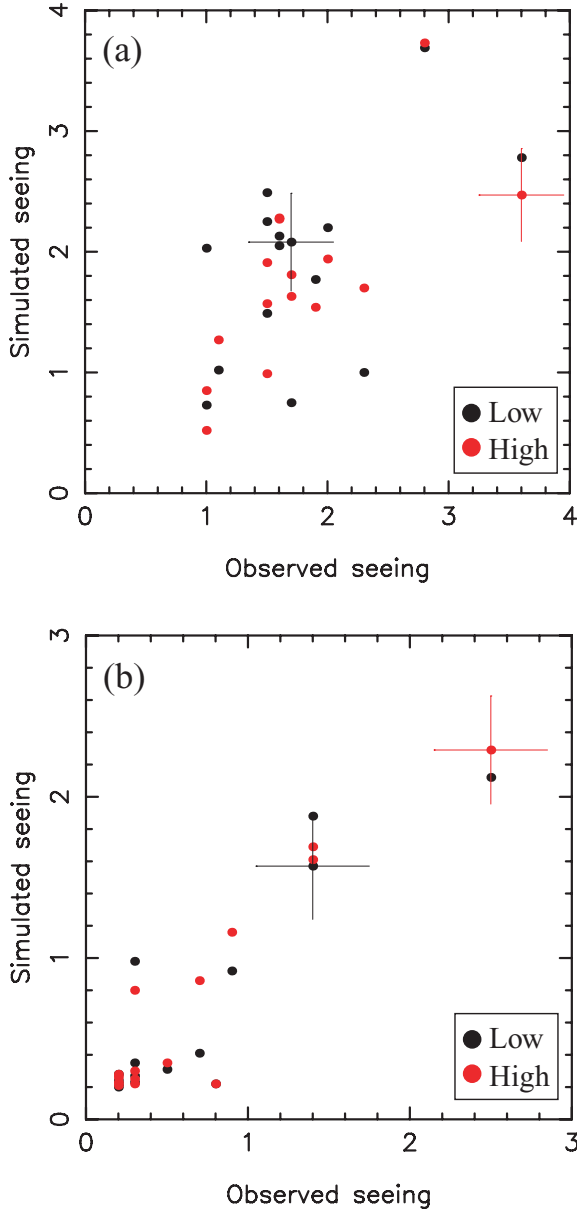 (a)
4
3
2
1
0
Simulated seeing
Low
High
0 1 2 3 4
Observed seeing
(b)
3
2
1
0
Simulated seeing
Low
High
0 1 2 3
Observed seeing